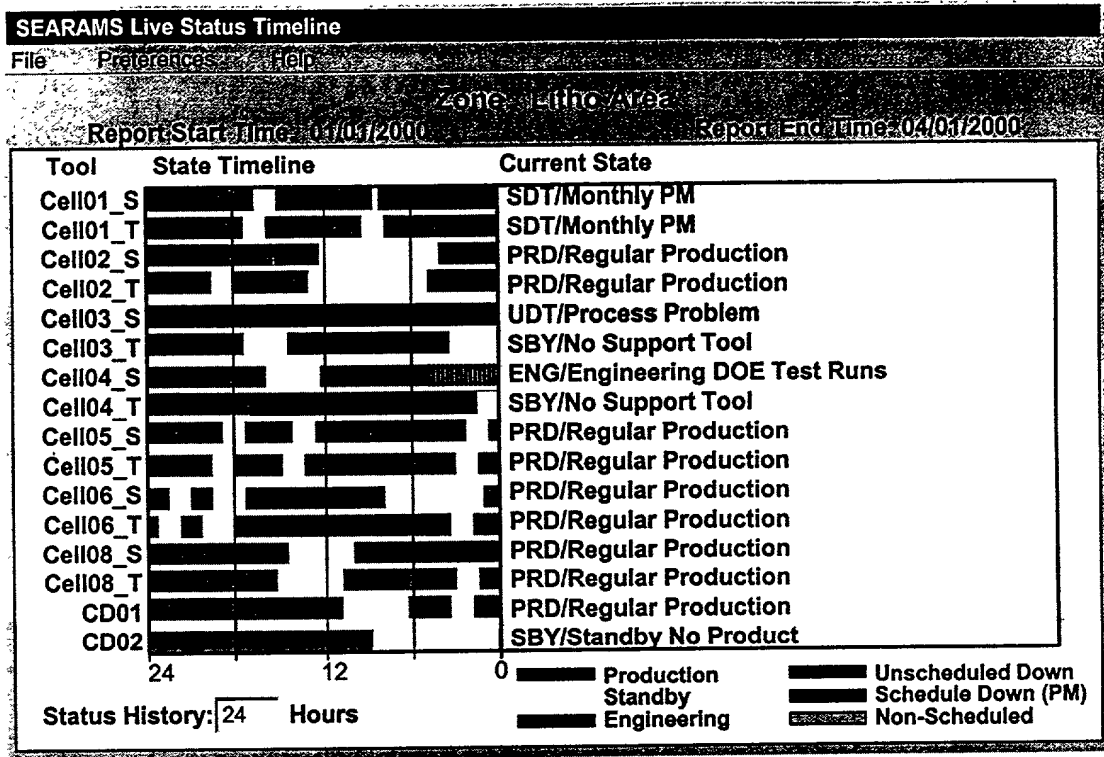 SEARAMS Live Status Timeline
File Preferences Help
Zone - Litho Area
Report Start Time: 01/01/2000 Report End Time: 04/01/2000
Tool State Timeline Current State
Cell01_S SDT/Monthly PM
Cell01_T SDT/Monthly PM
Cell02_S PRD/Regular Production
Cell02_T PRD/Regular Production
Cell03_S UDT/Process Problem
Cell03_T SBY/No Support Tool
Cell04_S ENG/Engineering DOE Test Runs
Cell04_T SBY/No Support Tool
Cell05_S PRD/Regular Production
Cell05_T PRD/Regular Production
Cell06_S PRD/Regular Production
Cell06_T PRD/Regular Production
Cell08_S PRD/Regular Production
Cell08_T PRD/Regular Production
CD01 PRD/Regular Production
CD02 SBY/Standby No Product
24 12 0
Production Unscheduled Down
Standby Schedule Down (PM)
Engineering Non-Scheduled
Status History: 24 Hours